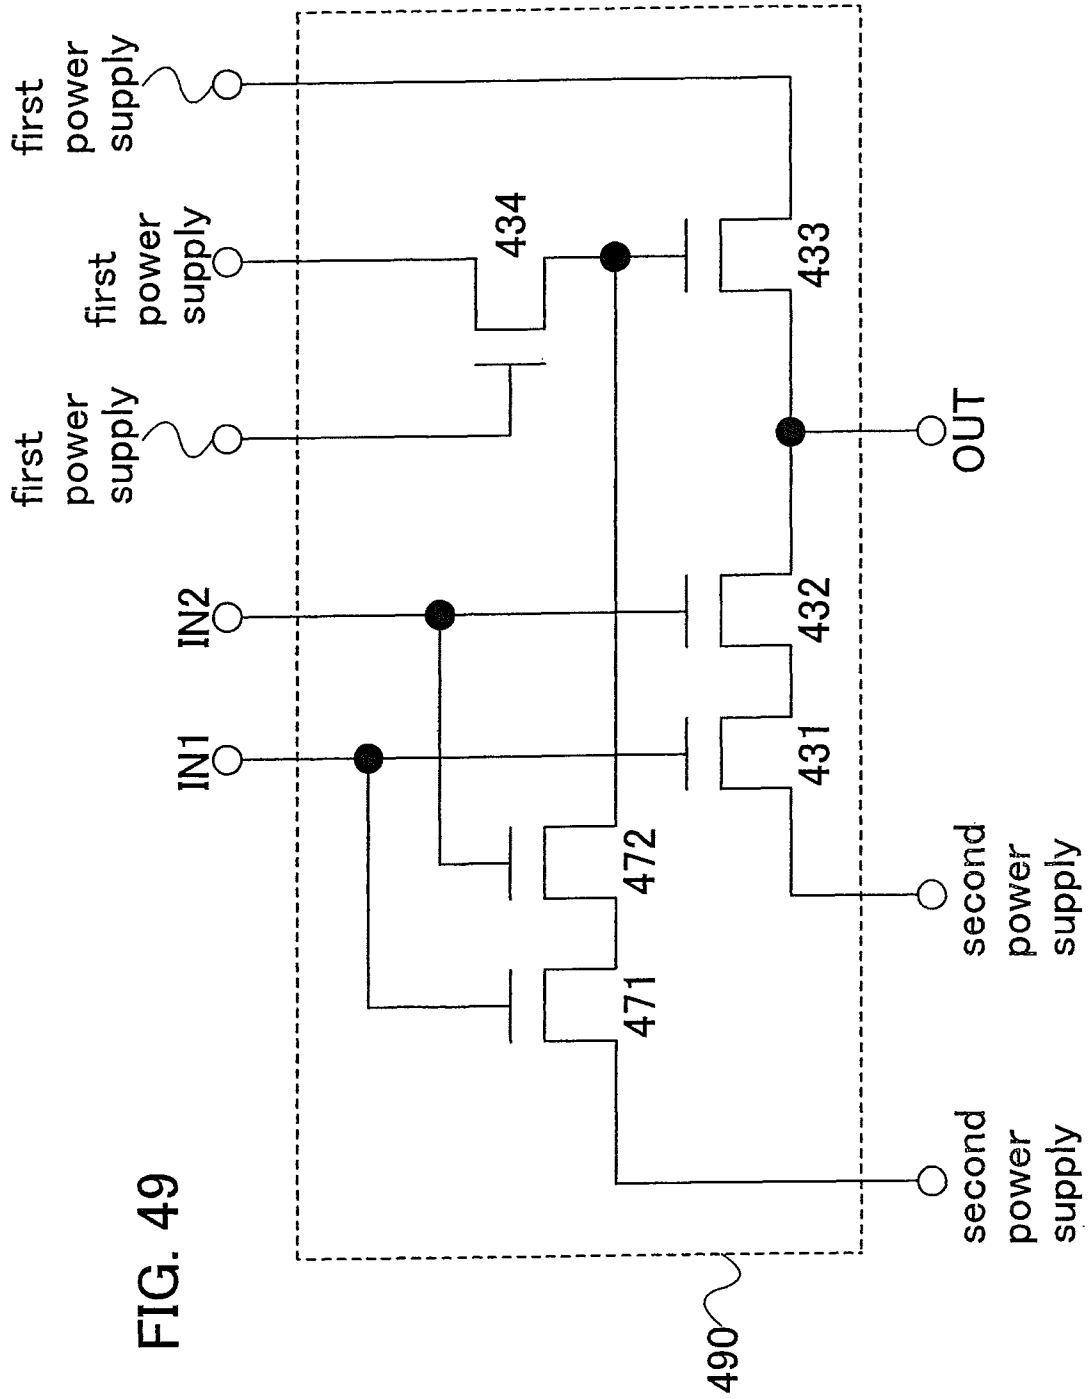 FIG. 49
490
IN1
IN2
first
power
supply
first
power
supply
first
power
supply
434
471
472
431
432
433
second
power
supply
second
power
supply
OUT